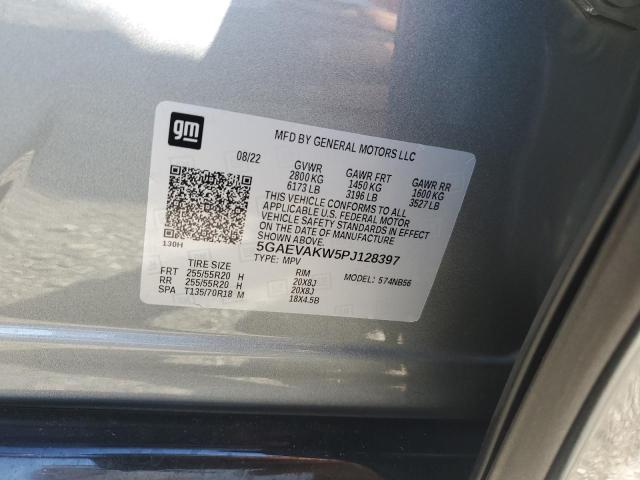 gm
MFD BY GENERAL MOTORS LLC
08/22
GVWR GAWR FRT GAWR RR
2800 KG 1450 KG 1600 KG
6173 LB 3196 LB 3527 LB
THIS VEHICLE CONFORMS TO ALL
APPLICABLE U.S. FEDERAL MOTOR
VEHICLE SAFETY STANDARDS IN EFFECT
ON THE DATE OF MANUFACTURE
SHOWN ABOVE.
130H
5GAEVAKW5PJ128397
TYPE: MPV MODEL: 574NB56
TIRE SIZE RIM
FRT 255/55R20 H 20X8J
RR 255/55R20 H 20X8J
SPA T135/70R18 M 18X4.5B